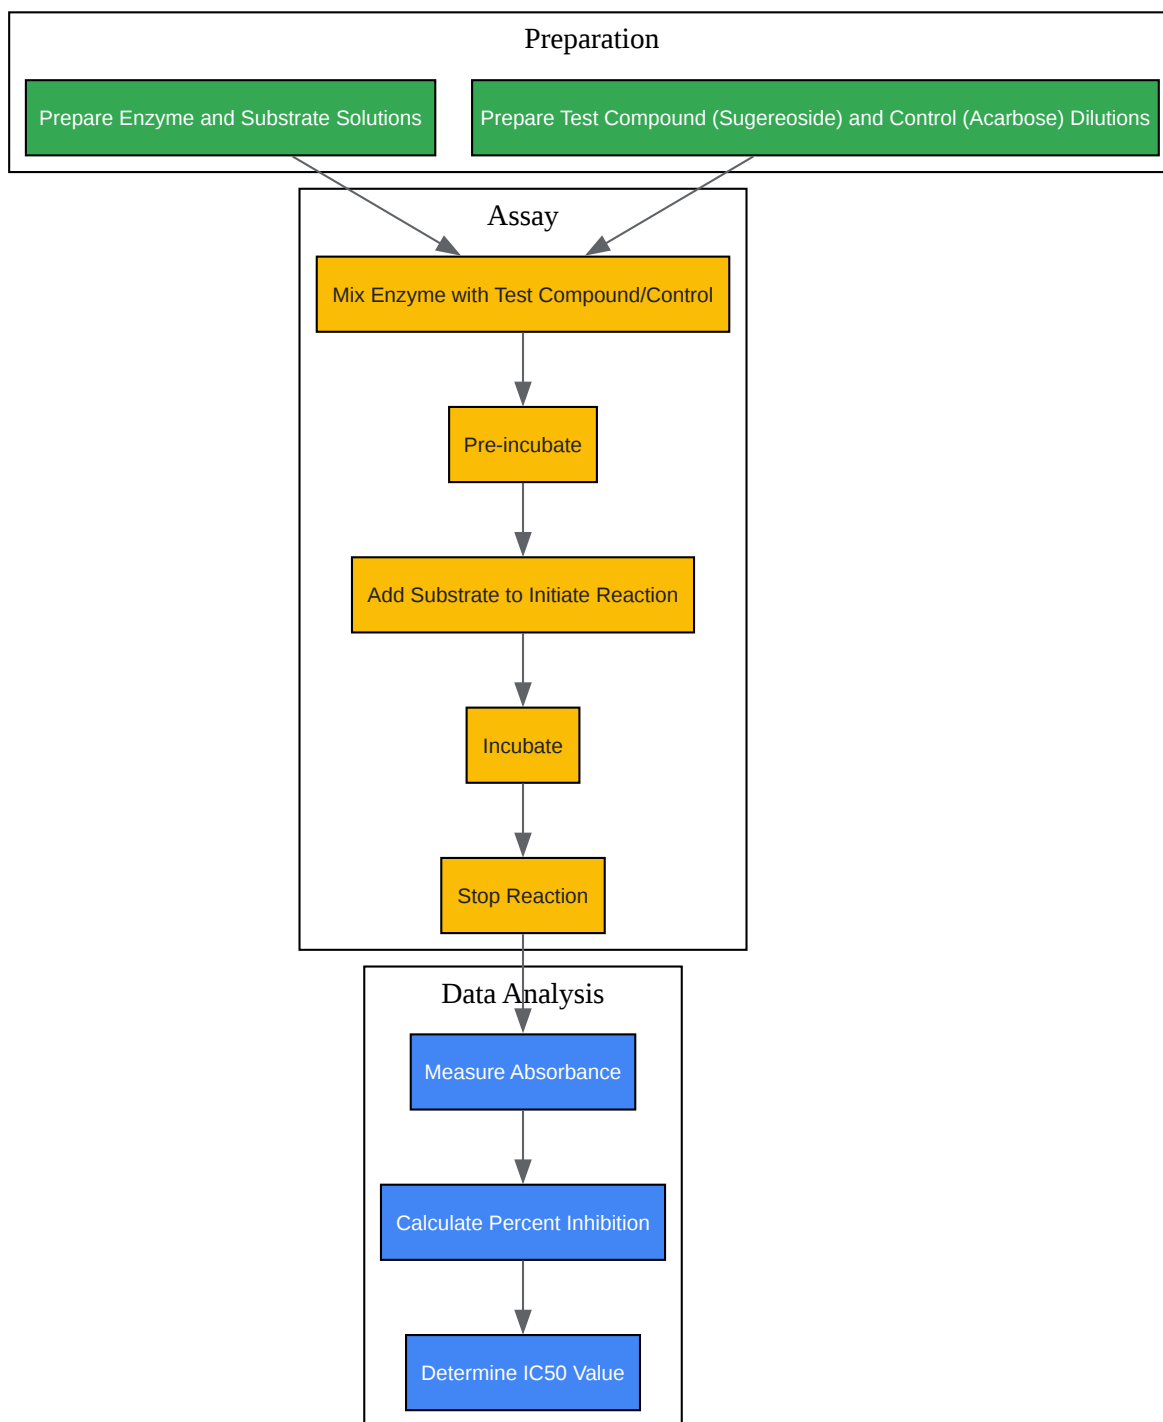 Preparation
Prepare Enzyme and Substrate Solutions
Prepare Test Compound (Sugereoside) and Control (Acarbose) Dilutions
Assay
Mix Enzyme with Test Compound/Control
Pre-incubate
Add Substrate to Initiate Reaction
Incubate
Stop Reaction
Data Analysis
Measure Absorbance
Calculate Percent Inhibition
Determine IC50 Value